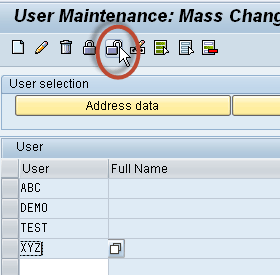 User Maintenance: Mass Chang
User selection
Address data
User
User Full Name
ABC
DEMO
TEST
XYZ